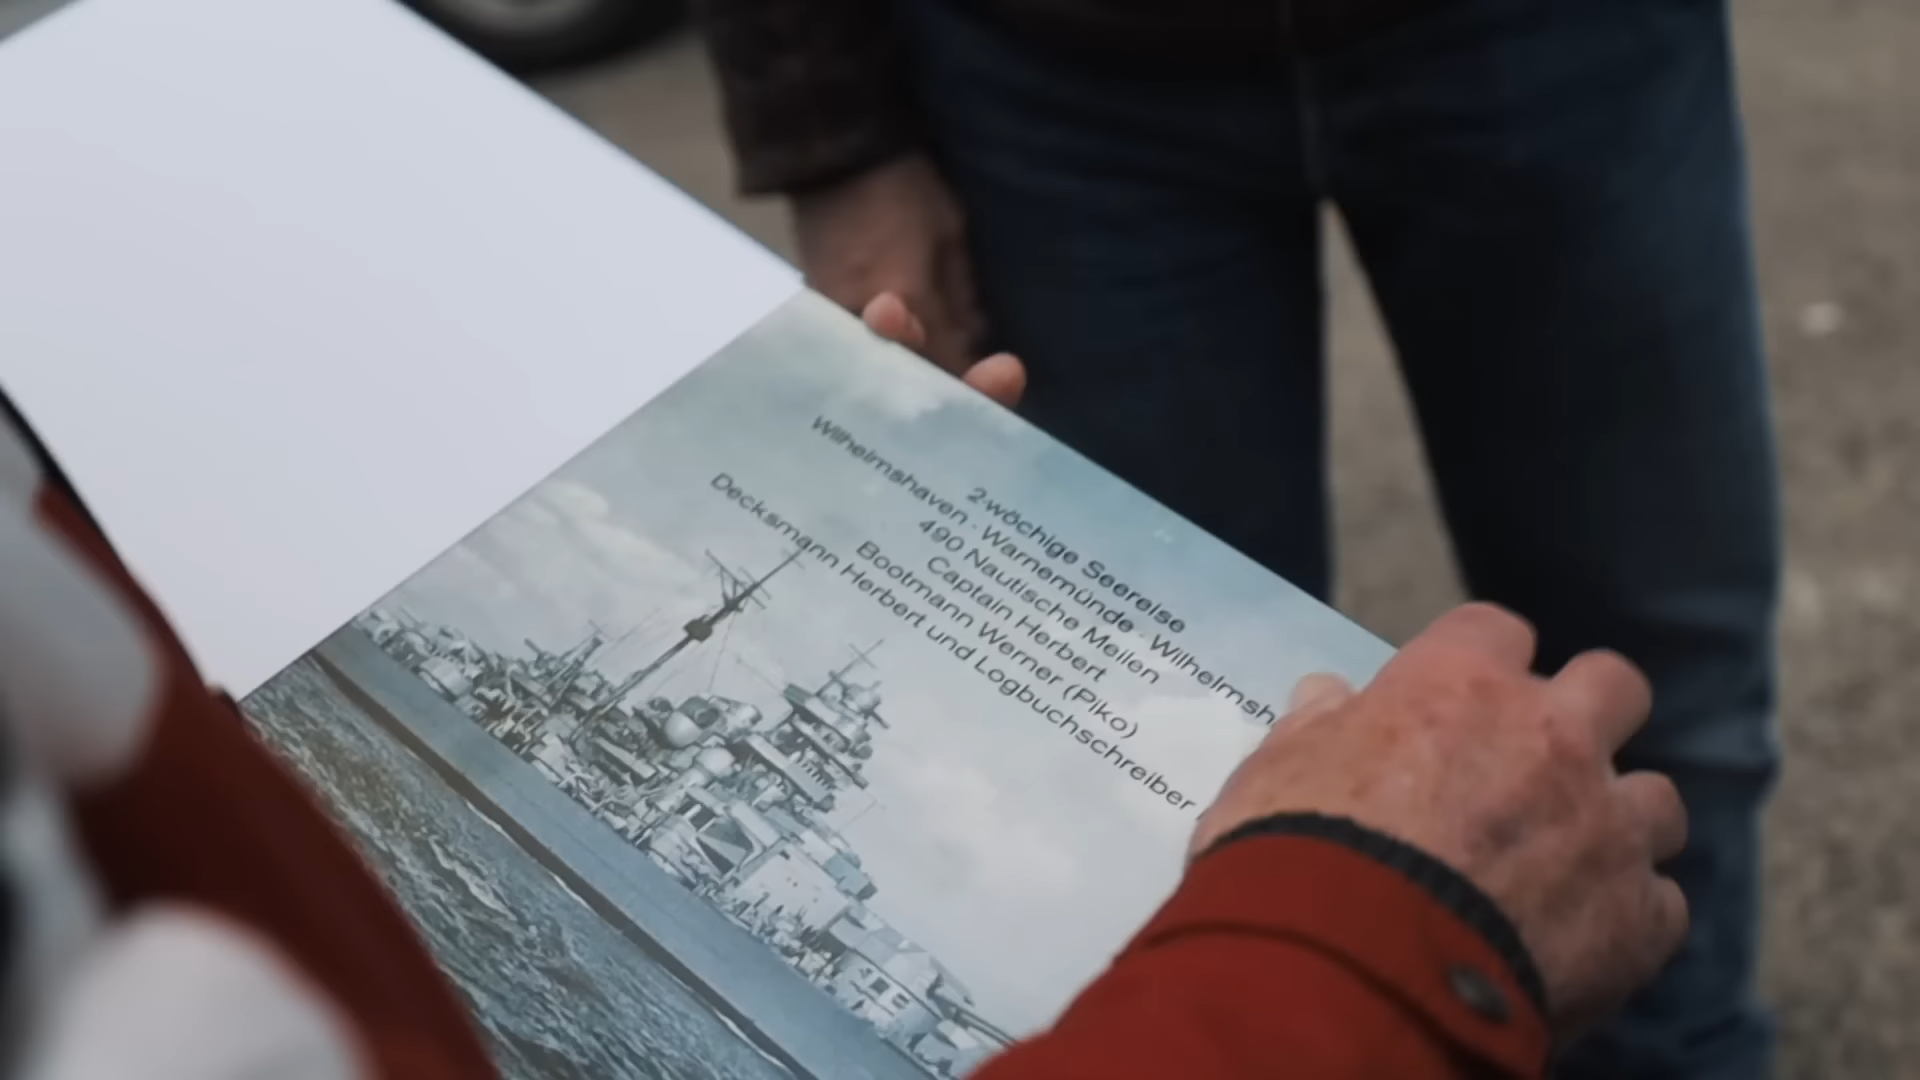 2-wöchige Seereise
Wilhelmshaven · Warnemünde · Wilhelmsh
490 Nautische Meilen
Captain Herbert
Bootmann Werner (Piko)
Decksmann Herbert und Logbuchschreiber